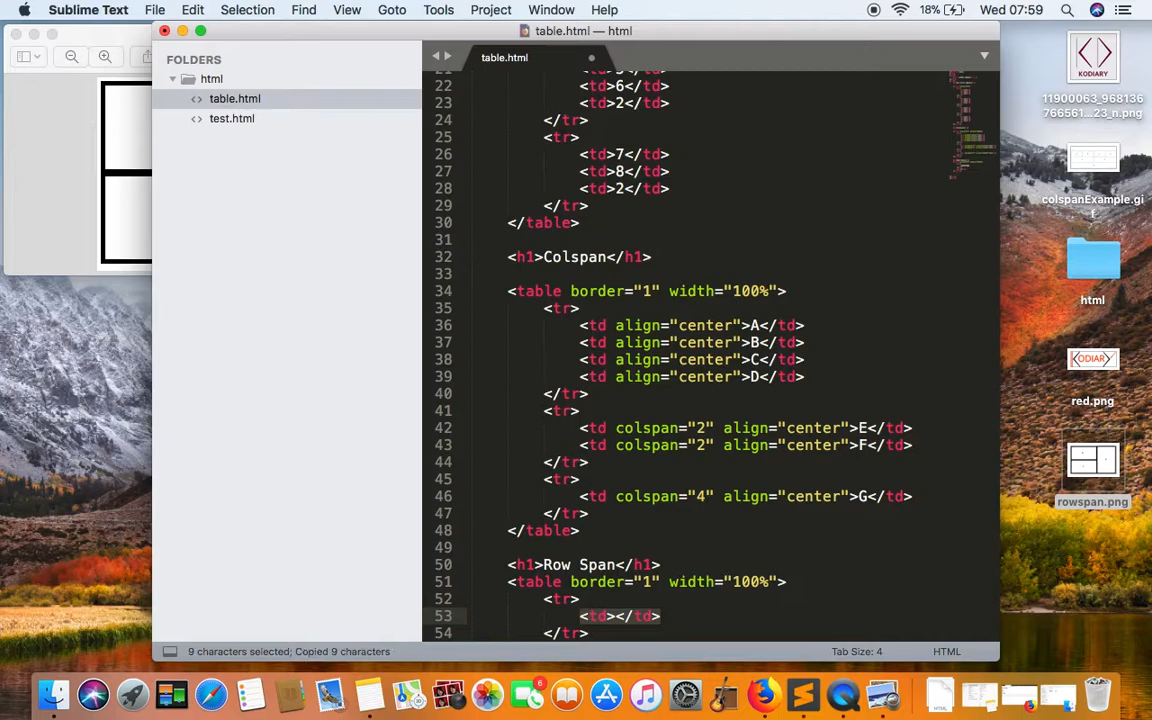 Sublime Text File Edit Selection Find View Goto Tools Project Window Help 18% Wed 07:59
table.html — html
FOLDERS
html
table.html
test.html
table.html
22 <td>6</td>
23 <td>2</td>
24 </tr>
25 <tr>
26 <td>7</td>
27 <td>8</td>
28 <td>2</td>
29 </tr>
30 </table>
31
32 <h1>Colspan</h1>
33
34 <table border="1" width="100%">
35 <tr>
36 <td align="center">A</td>
37 <td align="center">B</td>
38 <td align="center">C</td>
39 <td align="center">D</td>
40 </tr>
41 <tr>
42 <td colspan="2" align="center">E</td>
43 <td colspan="2" align="center">F</td>
44 </tr>
45 <tr>
46 <td colspan="4" align="center">G</td>
47 </tr>
48 </table>
49
50 <h1>Row Span</h1>
51 <table border="1" width="100%">
52 <tr>
53 <td></td>
54 </tr>
9 characters selected; Copied 9 characters Tab Size: 4 HTML
KODIARY
11900063_968136
766561...23_n.png
colspanExample.gi
f
html
KODIARY
red.png
rowspan.png
6
HTML